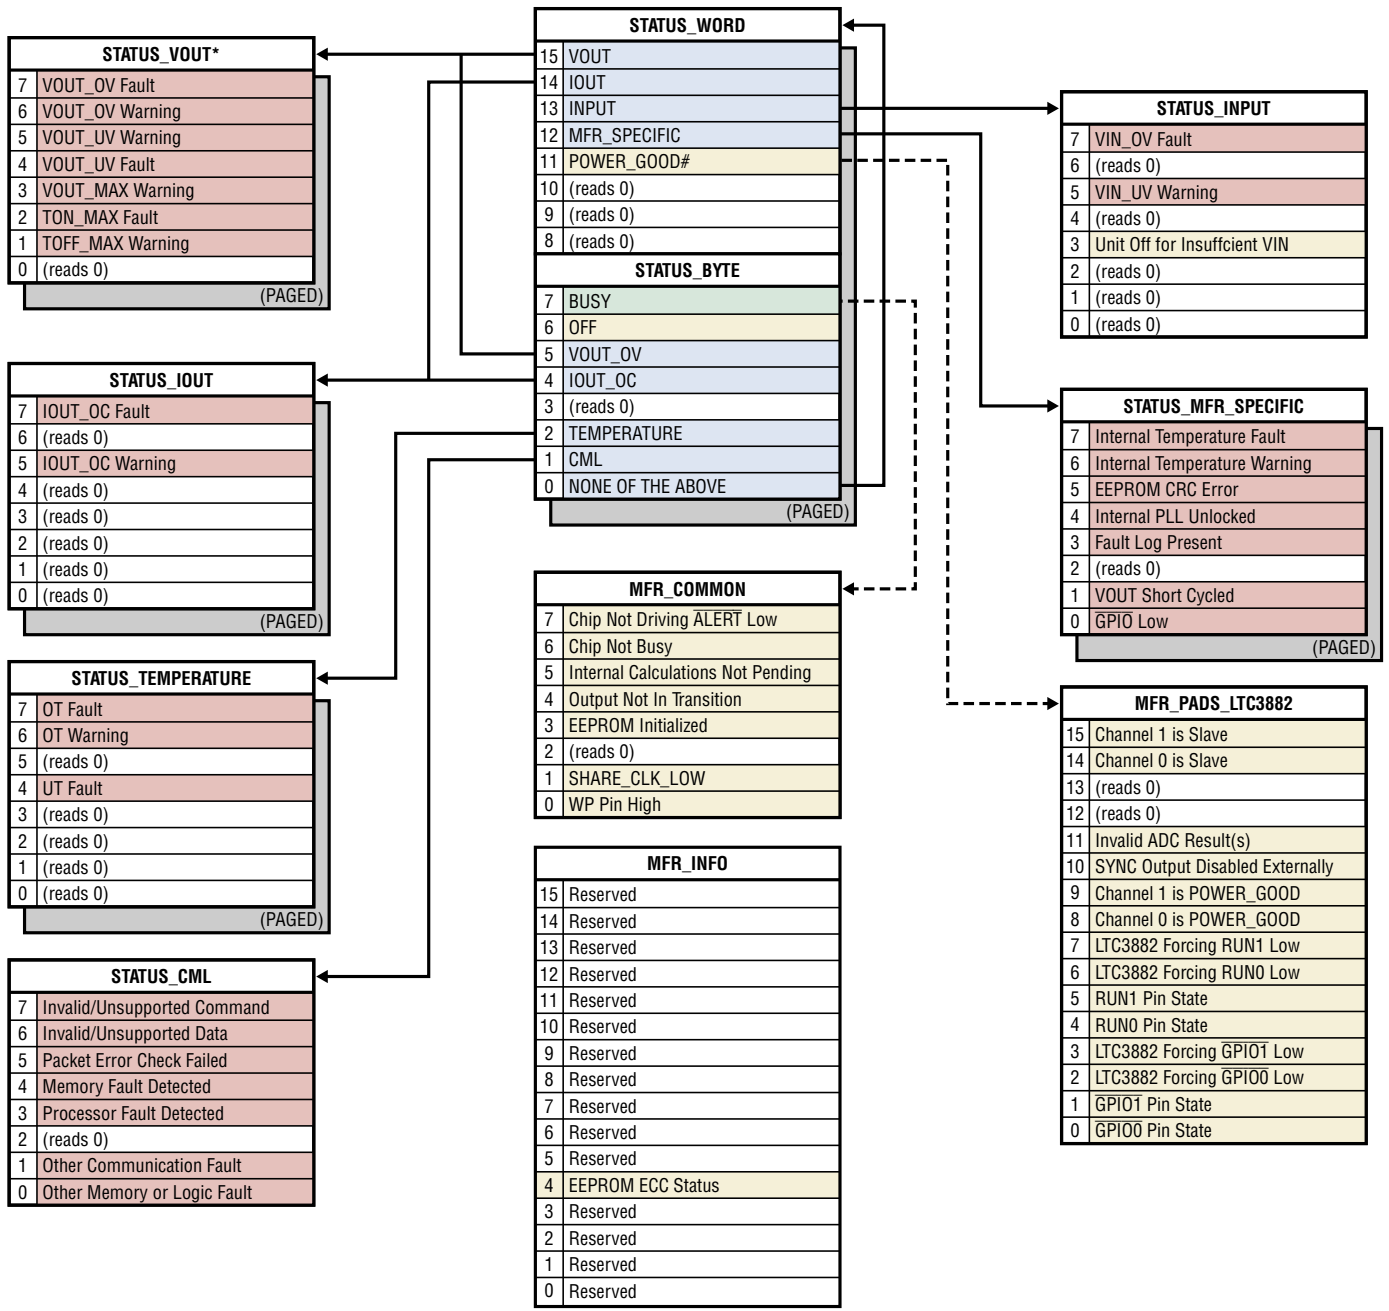 STATUS_VOUT*
7 VOUT_OV Fault
6 VOUT_OV Warning
5 VOUT_UV Warning
4 VOUT_UV Fault
3 VOUT_MAX Warning
2 TON_MAX Fault
1 TOFF_MAX Warning
0 (reads 0)
(PAGED)
STATUS_IOUT
7 IOUT_OC Fault
6 (reads 0)
5 IOUT_OC Warning
4 (reads 0)
3 (reads 0)
2 (reads 0)
1 (reads 0)
0 (reads 0)
(PAGED)
STATUS_TEMPERATURE
7 OT Fault
6 OT Warning
5 (reads 0)
4 UT Fault
3 (reads 0)
2 (reads 0)
1 (reads 0)
0 (reads 0)
(PAGED)
STATUS_CML
7 Invalid/Unsupported Command
6 Invalid/Unsupported Data
5 Packet Error Check Failed
4 Memory Fault Detected
3 Processor Fault Detected
2 (reads 0)
1 Other Communication Fault
0 Other Memory or Logic Fault
STATUS_WORD
15 VOUT
14 IOUT
13 INPUT
12 MFR_SPECIFIC
11 POWER_GOOD#
10 (reads 0)
9 (reads 0)
8 (reads 0)
STATUS_BYTE
7 BUSY
6 OFF
5 VOUT_OV
4 IOUT_OC
3 (reads 0)
2 TEMPERATURE
1 CML
0 NONE OF THE ABOVE
(PAGED)
MFR_COMMON
7 Chip Not Driving A̅L̅E̅R̅T̅ Low
6 Chip Not Busy
5 Internal Calculations Not Pending
4 Output Not In Transition
3 EEPROM Initialized
2 (reads 0)
1 SHARE_CLK_LOW
0 WP Pin High
MFR_INFO
15 Reserved
14 Reserved
13 Reserved
12 Reserved
11 Reserved
10 Reserved
9 Reserved
8 Reserved
7 Reserved
6 Reserved
5 Reserved
4 EEPROM ECC Status
3 Reserved
2 Reserved
1 Reserved
0 Reserved
STATUS_INPUT
7 VIN_OV Fault
6 (reads 0)
5 VIN_UV Warning
4 (reads 0)
3 Unit Off for Insuffcient VIN
2 (reads 0)
1 (reads 0)
0 (reads 0)
STATUS_MFR_SPECIFIC
7 Internal Temperature Fault
6 Internal Temperature Warning
5 EEPROM CRC Error
4 Internal PLL Unlocked
3 Fault Log Present
2 (reads 0)
1 VOUT Short Cycled
0 G̅P̅I̅O̅ Low
(PAGED)
MFR_PADS_LTC3882
15 Channel 1 is Slave
14 Channel 0 is Slave
13 (reads 0)
12 (reads 0)
11 Invalid ADC Result(s)
10 SYNC Output Disabled Externally
9 Channel 1 is POWER_GOOD
8 Channel 0 is POWER_GOOD
7 LTC3882 Forcing RUN1 Low
6 LTC3882 Forcing RUN0 Low
5 RUN1 Pin State
4 RUN0 Pin State
3 LTC3882 Forcing G̅P̅I̅O̅1̅ Low
2 LTC3882 Forcing G̅P̅I̅O̅0̅ Low
1 G̅P̅I̅O̅1̅ Pin State
0 G̅P̅I̅O̅0̅ Pin State